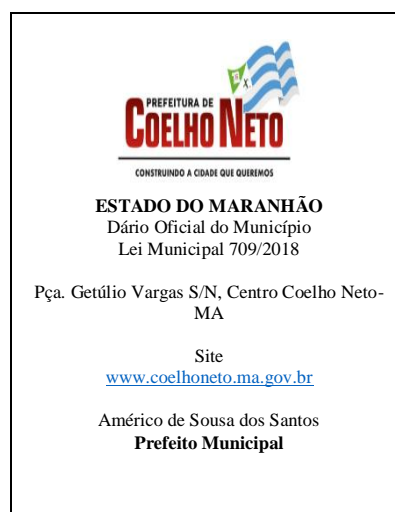 PREFEITURA DE
COELHO NETO
CONSTRUINDO A CIDADE QUE QUEREMOS
ESTADO DO MARANHÃO
Dário Oficial do Município
Lei Municipal 709/2018
Pça. Getúlio Vargas S/N, Centro Coelho Neto-
MA
Site
www.coelhoneto.ma.gov.br
Américo de Sousa dos Santos
Prefeito Municipal